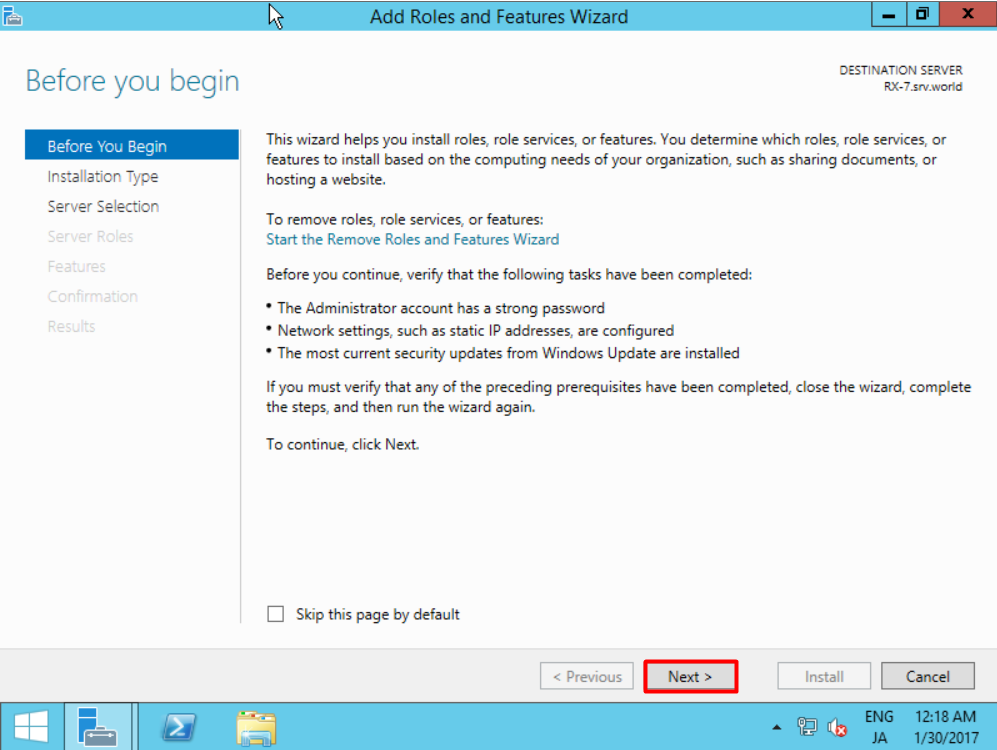 Add Roles and Features Wizard
Before you begin
DESTINATION SERVER
RX-7.srv.world
Before You Begin
Installation Type
Server Selection
Server Roles
Features
Confirmation
Results
This wizard helps you install roles, role services, or features. You determine which roles, role services, or
features to install based on the computing needs of your organization, such as sharing documents, or
hosting a website.
To remove roles, role services, or features:
Start the Remove Roles and Features Wizard
Before you continue, verify that the following tasks have been completed:
• The Administrator account has a strong password
• Network settings, such as static IP addresses, are configured
• The most current security updates from Windows Update are installed
If you must verify that any of the preceding prerequisites have been completed, close the wizard, complete
the steps, and then run the wizard again.
To continue, click Next.
Skip this page by default
< Previous
Next >
Install
Cancel
ENG
JA
12:18 AM
1/30/2017